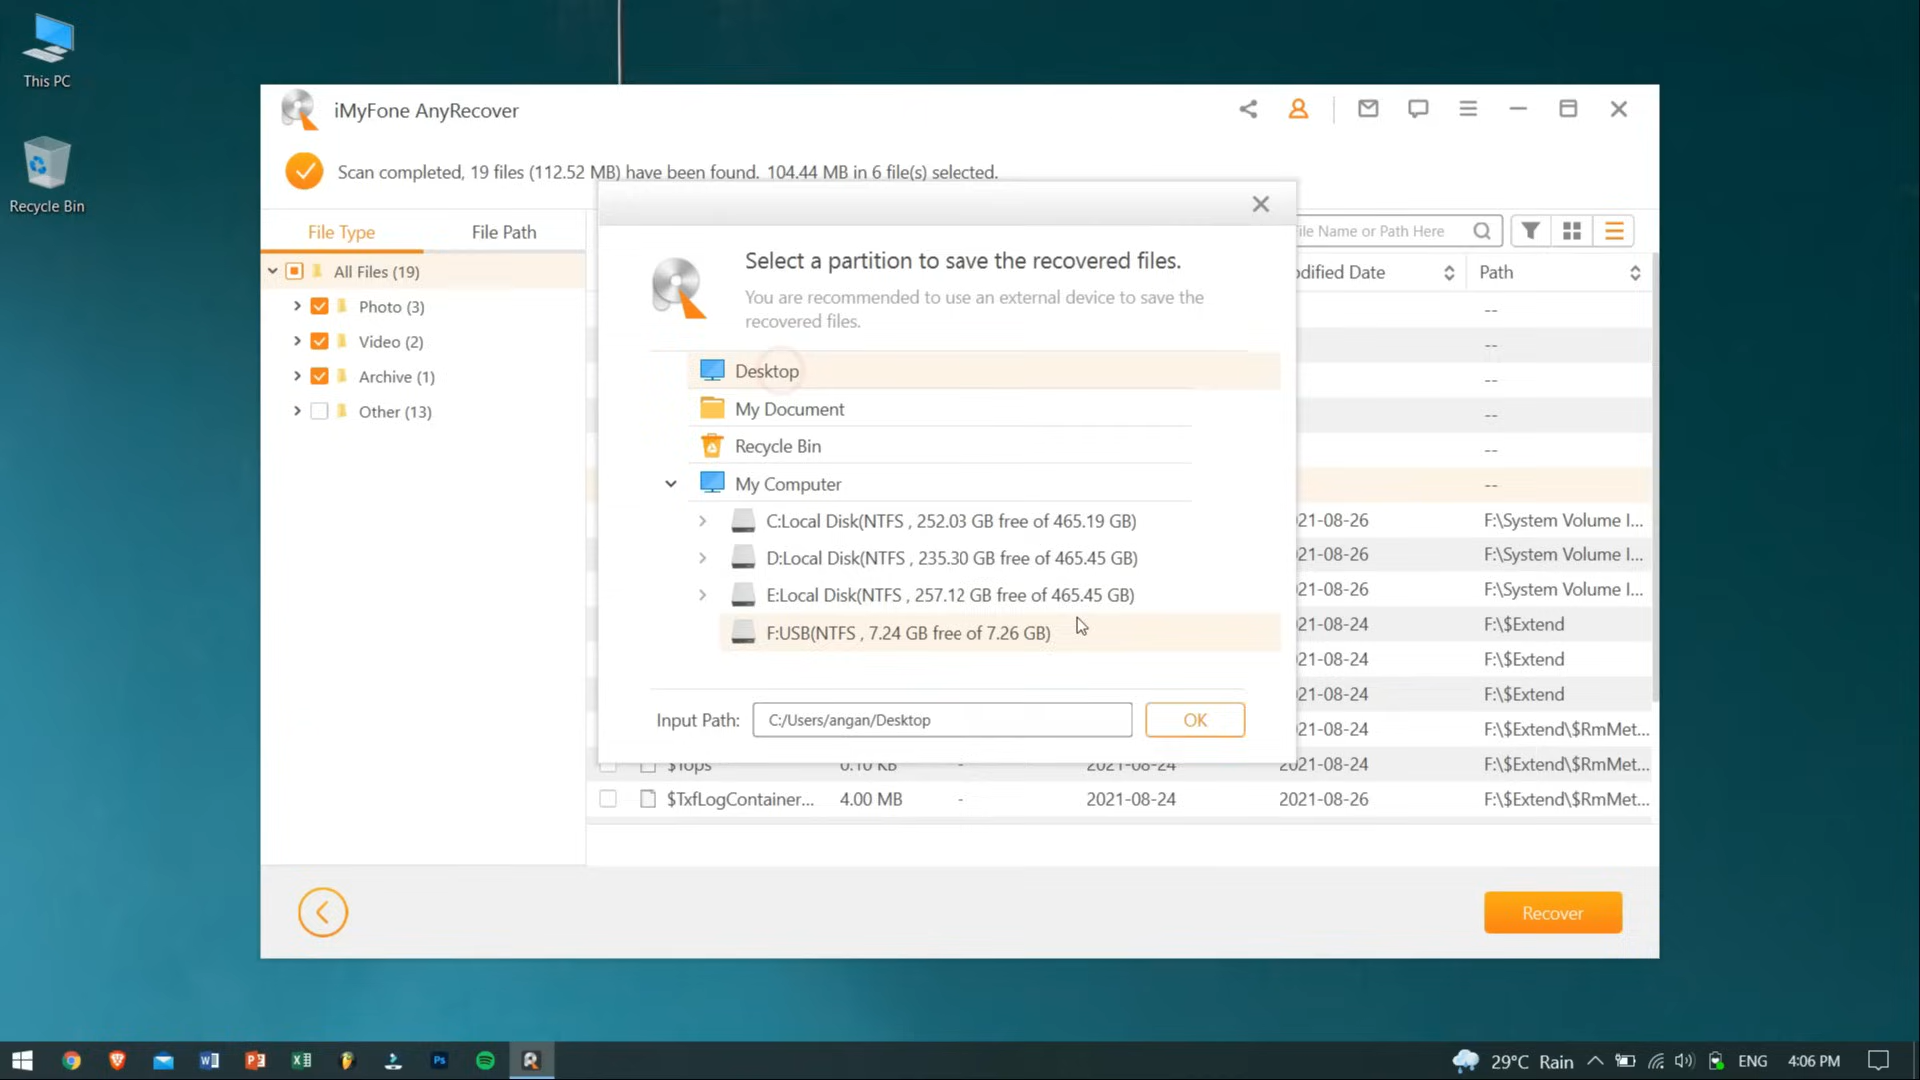 This PC
Recycle Bin
iMyFone AnyRecover
Scan completed, 19 files (112.52 MB) have been found. 104.44 MB in 6 file(s) selected.
File Type
File Path
All Files (19)
Photo (3)
Video (2)
Archive (1)
Other (13)
Select a partition to save the recovered files.
You are recommended to use an external device to save the
recovered files.
Desktop
My Document
Recycle Bin
My Computer
C:Local Disk(NTFS , 252.03 GB free of 465.19 GB)
D:Local Disk(NTFS , 235.30 GB free of 465.45 GB)
E:Local Disk(NTFS , 257.12 GB free of 465.45 GB)
F:USB(NTFS , 7.24 GB free of 7.26 GB)
Input Path: C:/Users/angan/Desktop OK
ile Name or Path Here
odified Date Path
--
--
--
--
--
--
21-08-26 F:\System Volume I...
21-08-26 F:\System Volume I...
21-08-26 F:\System Volume I...
21-08-24 F:\$Extend
21-08-24 F:\$Extend
21-08-24 F:\$Extend
21-08-24 F:\$Extend\$RmMet...
$Tops 0.10 KB - 2021-08-24 2021-08-24 F:\$Extend\$RmMet...
$TxfLogContainer... 4.00 MB - 2021-08-24 2021-08-26 F:\$Extend\$RmMet...
Recover
29°C Rain ENG 4:06 PM